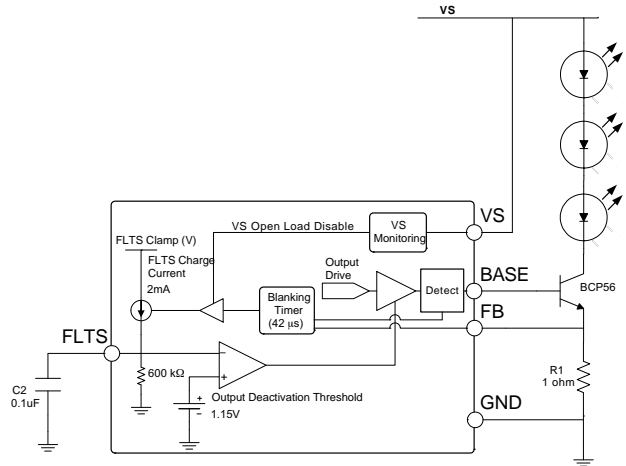 VS
VS
VS Open Load Disable
VS
Monitoring
FLTS Clamp (V)
FLTS Charge
Current
2mA
Output
Drive
BASE
Detect
BCP56
Blanking
Timer
(42 µs)
FB
FLTS
600 kΩ
−
+
R1
1 ohm
C2
0.1uF
+
−
Output Deactivation Threshold
1.15V
GND